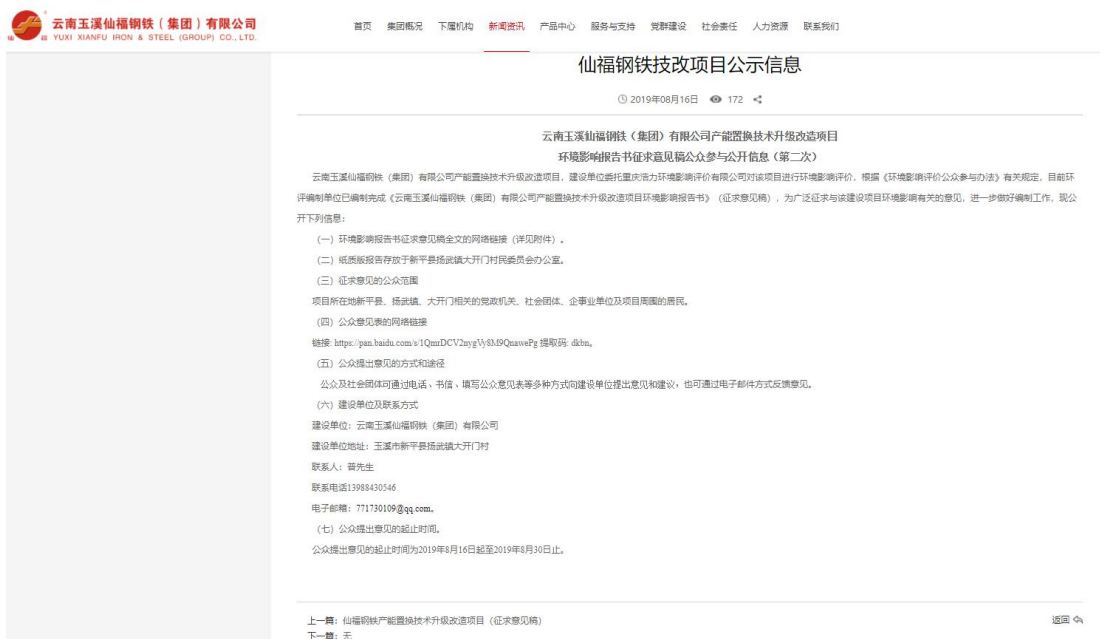 云南玉溪仙福钢铁（集团）有限公司
YUXI XIANFU IRON & STEEL (GROUP) CO., LTD.
首页 集团概况 下属机构 新闻资讯 产品中心 服务与支持 党群建设 社会责任 人力资源 联系我们
仙福钢铁技改项目公示信息
2019年08月16日 172
云南玉溪仙福钢铁（集团）有限公司产能置换技术升级改造项目
环境影响报告书征求意见稿公众参与公开信息（第二次）
云南玉溪仙福钢铁（集团）有限公司产能置换技术升级改造项目，建设单位委托重庆浩力环境影响评价有限公司对该项目进行环境影响评价，根据《环境影响评价公众参与办法》有关规定，目前环
评编制单位已编制完成《云南玉溪仙福钢铁（集团）有限公司产能置换技术升级改造项目环境影响报告书》（征求意见稿），为广泛征求与该建设项目环境影响有关的意见，进一步做好编制工作，现公
开下列信息：
（一）环境影响报告书征求意见稿全文的网络链接（详见附件）。
（二）纸质版报告存放于新平县扬武镇大开门村民委员会办公室。
（三）征求意见的公众范围
项目所在地新平县、扬武镇、大开门相关的党政机关、社会团体、企事业单位及项目周围的居民。
（四）公众意见表的网络链接
链接: https://pan.baidu.com/s/1QmrDCV2nygVy8M9QnawePg 提取码: dkbn。
（五）公众提出意见的方式和途径
公众及社会团体可通过电话、书信、填写公众意见表等多种方式向建设单位提出意见和建议，也可通过电子邮件方式反馈意见。
（六）建设单位及联系方式
建设单位：云南玉溪仙福钢铁（集团）有限公司
建设单位地址：玉溪市新平县扬武镇大开门村
联系人：普先生
联系电话13988430546
电子邮箱：771730109@qq.com。
（七）公众提出意见的起止时间。
公众提出意见的起止时间为2019年8月16日起至2019年8月30日止。
上一篇：仙福钢铁产能置换技术升级改造项目（征求意见稿）
返回
下一篇：无